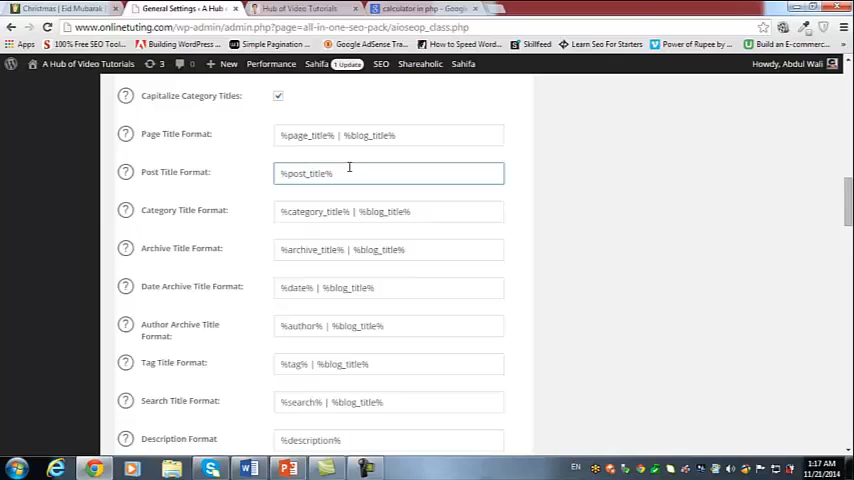 Christmas | Eid Mubarak
General Settings ‹ A Hub o
Hub of Video Tutorials
calculator in php - Google
www.onlinetuting.com/wp-admin/admin.php?page=all-in-one-seo-pack/aioseop_class.php
Apps
100% FREE SEO Tool...
Building WordPress ...
Simple Pagination ...
Google AdSense Tra...
How to Speed Word...
Skillfeed
Learn Seo For Starters
Power of Rupee by ...
Build an E-commerc...
A Hub of Video Tutorials
3
0
+ New
Performance
Sahifa 1 Update
SEO
Shareaholic
Sahifa
Howdy, Abdul Wali
? Capitalize Category Titles:
? Page Title Format: %page_title% | %blog_title%
? Post Title Format: %post_title%
? Category Title Format: %category_title% | %blog_title%
? Archive Title Format: %archive_title% | %blog_title%
? Date Archive Title Format: %date% | %blog_title%
? Author Archive Title Format: %author% | %blog_title%
? Tag Title Format: %tag% | %blog_title%
? Search Title Format: %search% | %blog_title%
? Description Format %description%
EN
1:17 AM
11/21/2014